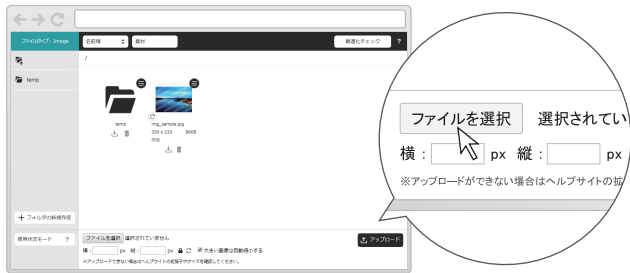 ファイルタイプ : Image
名前順
素材
最適化チェック
?
/
temp
temp
img_sample.jpg
330 x 220 86KB
+ フォルダの新規作成
使用状況モード ?
ファイルを選択 選択されていません
横 : px 縦 : px 大きい画像は自動縮小する
※アップロードできない場合はヘルプサイトの拡張子やサイズを確認してください。
アップロード
ファイルを選択 選択されてい
横 : px 縦 : px
※アップロードができない場合はヘルプサイトの拡